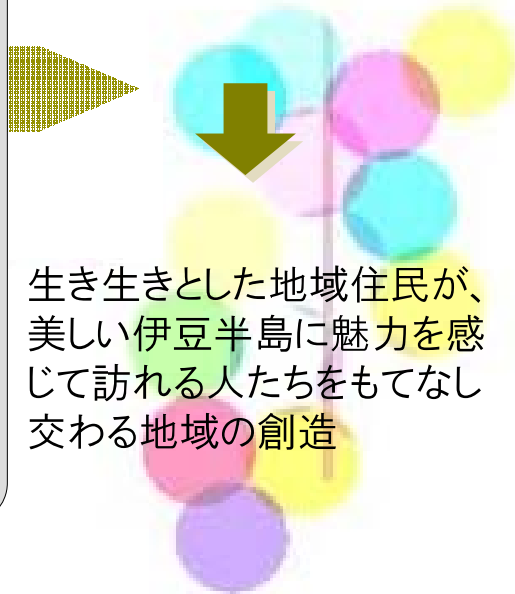 生き生きとした地域住民が、
美しい伊豆半島に魅力を感
じて訪れる人たちをもてなし
交わる地域の創造